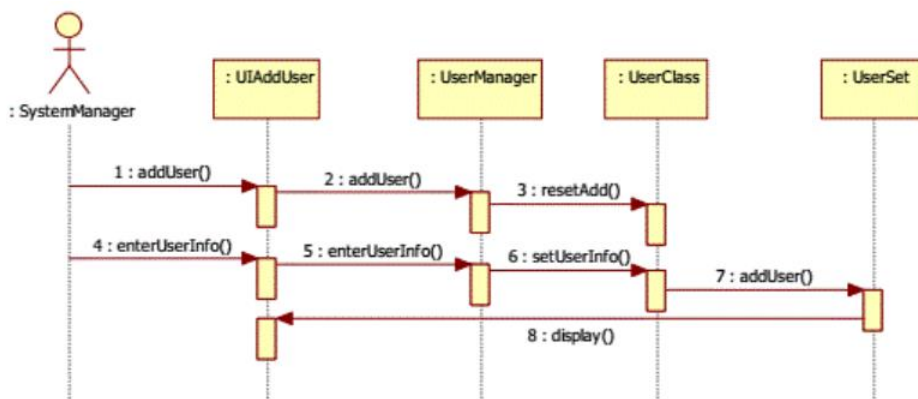 : UIAddUser
: UserManager
: UserClass
: UserSet
: SystemManager
1 : addUser()
2 : addUser()
3 : resetAdd()
4 : enterUserInfo()
5 : enterUserInfo()
6 : setUserInfo()
7 : addUser()
8 : display()